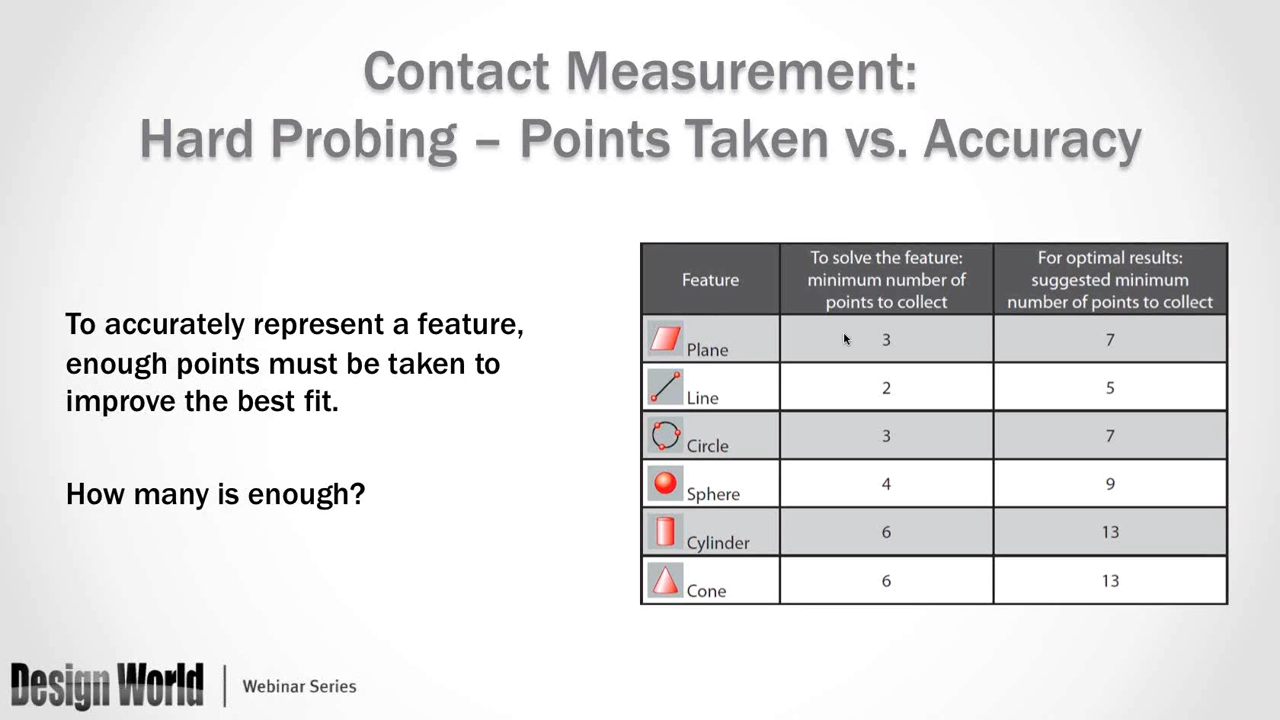 Contact Measurement:
Hard Probing – Points Taken vs. Accuracy
To accurately represent a feature,
enough points must be taken to
improve the best fit.
How many is enough?
Feature
To solve the feature:
minimum number of
points to collect
For optimal results:
suggested minimum
number of points to collect
Plane 3 7
Line 2 5
Circle 3 7
Sphere 4 9
Cylinder 6 13
Cone 6 13
Design World
Webinar Series